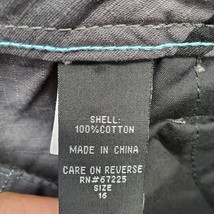 SHELL:
100%COTTON
MADE IN CHINA
CARE ON REVERSE
RN#67225
SIZE
16